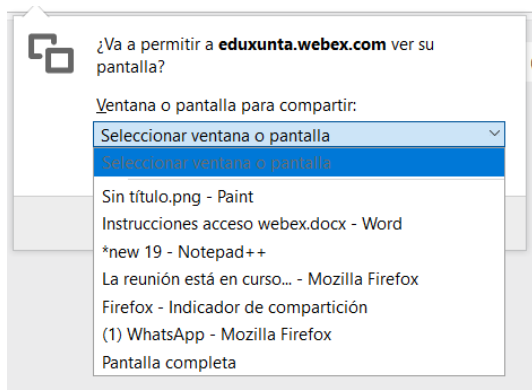 ¿Va a permitir a eduxunta.webex.com ver su
pantalla?
Ventana o pantalla para compartir:
Seleccionar ventana o pantalla
Seleccionar ventana o pantalla
Sin título.png - Paint
Instrucciones acceso webex.docx - Word
*new 19 - Notepad++
La reunión está en curso... - Mozilla Firefox
Firefox - Indicador de compartición
(1) WhatsApp - Mozilla Firefox
Pantalla completa